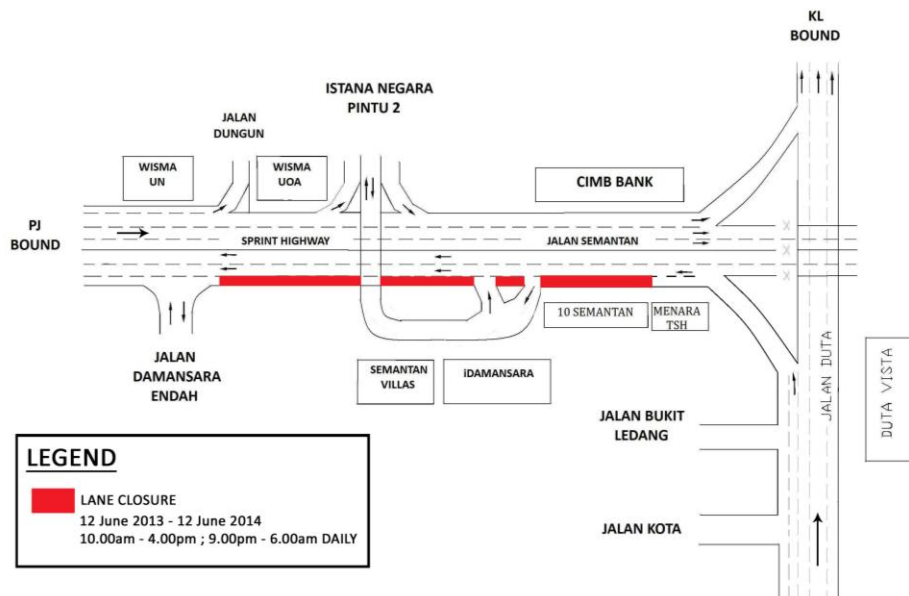 KL
BOUND
ISTANA NEGARA
PINTU 2
JALAN
DUNGUN
WISMA
UN
WISMA
UOA
CIMB BANK
PJ
BOUND
SPRINT HIGHWAY
JALAN SEMANTAN
X
X
X
X
10 SEMANTAN
MENARA
TSH
JALAN
DAMANSARA
ENDAH
SEMANTAN
VILLAS
iDAMANSARA
JALAN DUTA
DUTA VISTA
JALAN BUKIT
LEDANG
JALAN KOTA
LEGEND
LANE CLOSURE
12 June 2013 - 12 June 2014
10.00am - 4.00pm ; 9.00pm - 6.00am DAILY